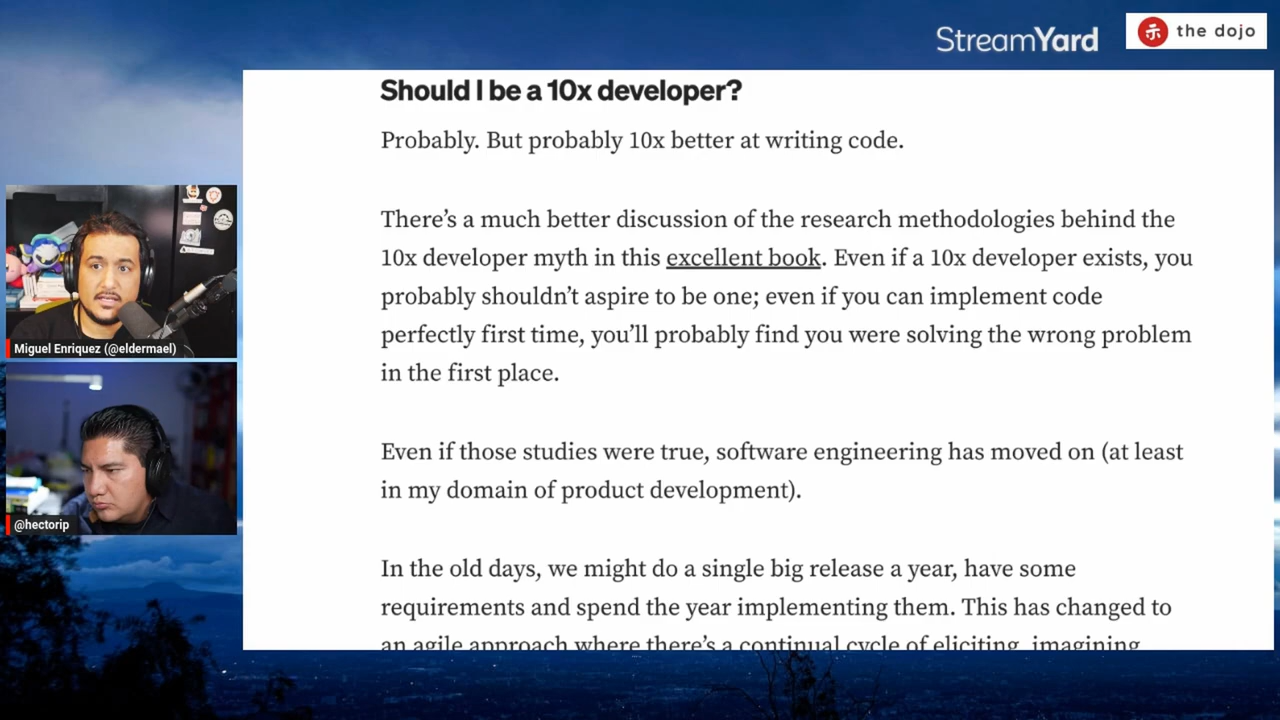 StreamYard
the dojo
Should I be a 10x developer?
Probably. But probably 10x better at writing code.
There's a much better discussion of the research methodologies behind the
10x developer myth in this excellent book. Even if a 10x developer exists, you
probably shouldn't aspire to be one; even if you can implement code
perfectly first time, you'll probably find you were solving the wrong problem
in the first place.
Even if those studies were true, software engineering has moved on (at least
in my domain of product development).
In the old days, we might do a single big release a year, have some
requirements and spend the year implementing them. This has changed to
an agile approach where there's a continual cycle of eliciting, imagining
Miguel Enriquez (@eldermael)
@hectorip